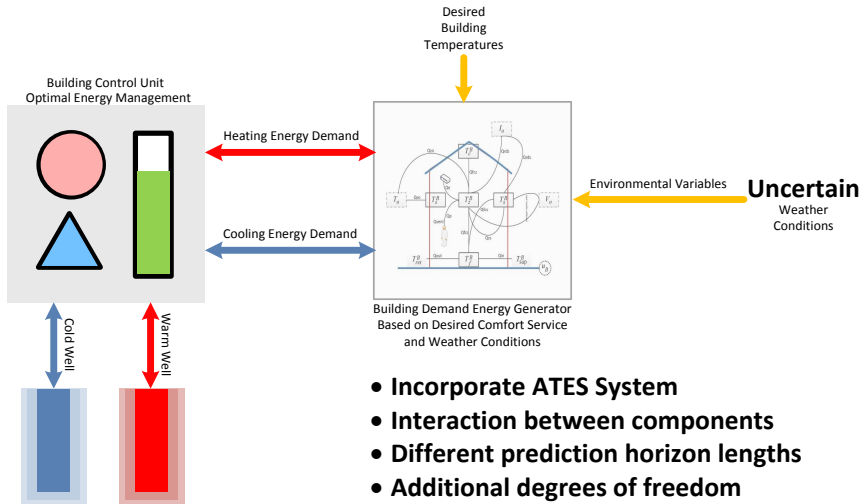 Desired
Building
Temperatures
Building Control Unit
Optimal Energy Management
Heating Energy Demand
Cooling Energy Demand
Environmental Variables
Uncertain
Weather
Conditions
Building Demand Energy Generator
Based on Desired Comfort Service
and Weather Conditions
Cold Well
Warm Well
• Incorporate ATES System
• Interaction between components
• Different prediction horizon lengths
• Additional degrees of freedom